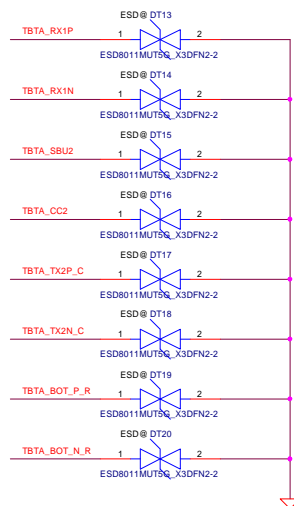 ESD@ DT13
TBTA_RX1P 1 2
ESD8011MUT5G_X3DFN2-2
ESD@ DT14
TBTA_RX1N 1 2
ESD8011MUT5G_X3DFN2-2
ESD@ DT15
TBTA_SBU2 1 2
ESD8011MUT5G_X3DFN2-2
ESD@ DT16
TBTA_CC2 1 2
ESD8011MUT5G_X3DFN2-2
ESD@ DT17
TBTA_TX2P_C 1 2
ESD8011MUT5G_X3DFN2-2
ESD@ DT18
TBTA_TX2N_C 1 2
ESD8011MUT5G_X3DFN2-2
ESD@ DT19
TBTA_BOT_P_R 1 2
ESD8011MUT5G_X3DFN2-2
ESD@ DT20
TBTA_BOT_N_R 1 2
ESD8011MUT5G_X3DFN2-2